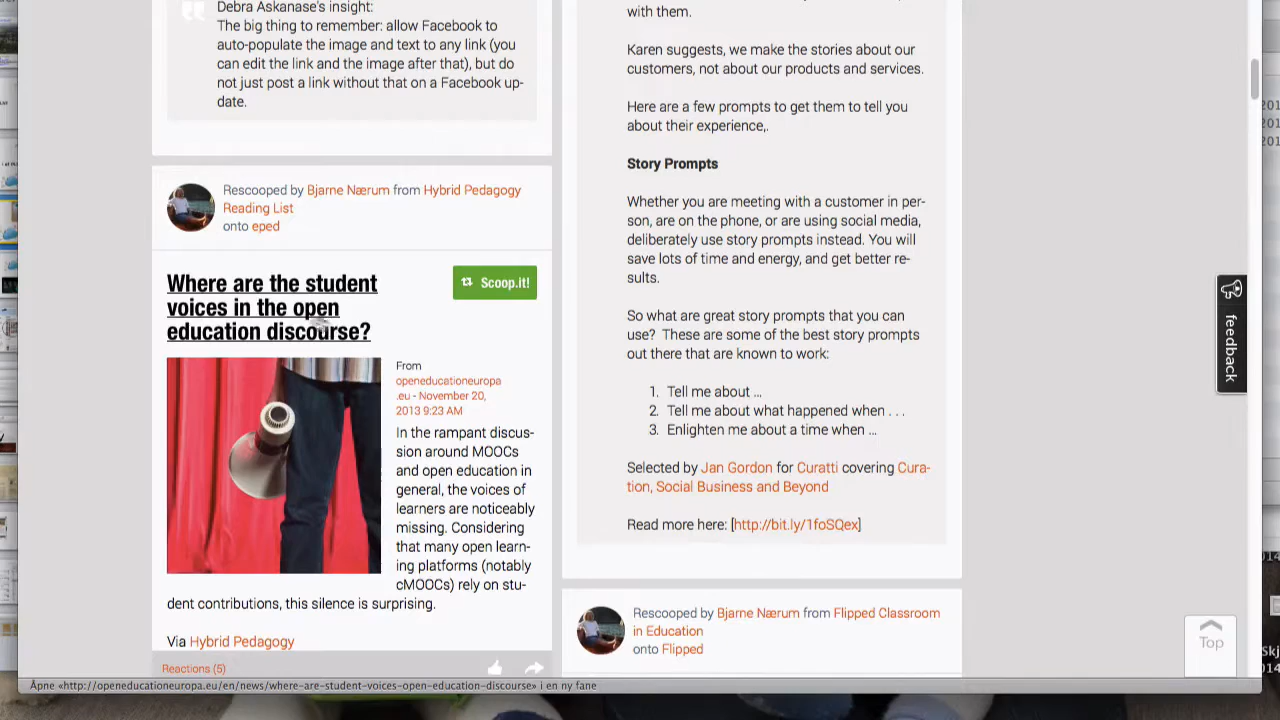 Debra Askanase's insight:
The big thing to remember: allow Facebook to
auto-populate the image and text to any link (you
can edit the link and the image after that), but do
not just post a link without that on a Facebook up-
date.
Rescooped by Bjarne Nærum from Hybrid Pedagogy
Reading List
onto eped
Where are the student
voices in the open
education discourse?
Scoop.it!
From
openeducationeuropa
.eu - November 20,
2013 9:23 AM
In the rampant discus-
sion around MOOCs
and open education in
general, the voices of
learners are noticeably
missing. Considering
that many open learn-
ing platforms (notably
cMOOCs) rely on stu-
dent contributions, this silence is surprising.
Via Hybrid Pedagogy
Reactions (5)
with them.
Karen suggests, we make the stories about our
customers, not about our products and services.
Here are a few prompts to get them to tell you
about their experience,.
Story Prompts
Whether you are meeting with a customer in per-
son, are on the phone, or are using social media,
deliberately use story prompts instead. You will
save lots of time and energy, and get better re-
sults.
So what are great story prompts that you can
use? These are some of the best story prompts
out there that are known to work:
1. Tell me about ...
2. Tell me about what happened when . . .
3. Enlighten me about a time when ...
Selected by Jan Gordon for Curatti covering Cura-
tion, Social Business and Beyond
Read more here: [http://bit.ly/1foSQex]
Rescooped by Bjarne Nærum from Flipped Classroom
in Education
onto Flipped
feedback
Top
Åpne «http://openeducationeuropa.eu/en/news/where-are-student-voices-open-education-discourse» i en ny fane